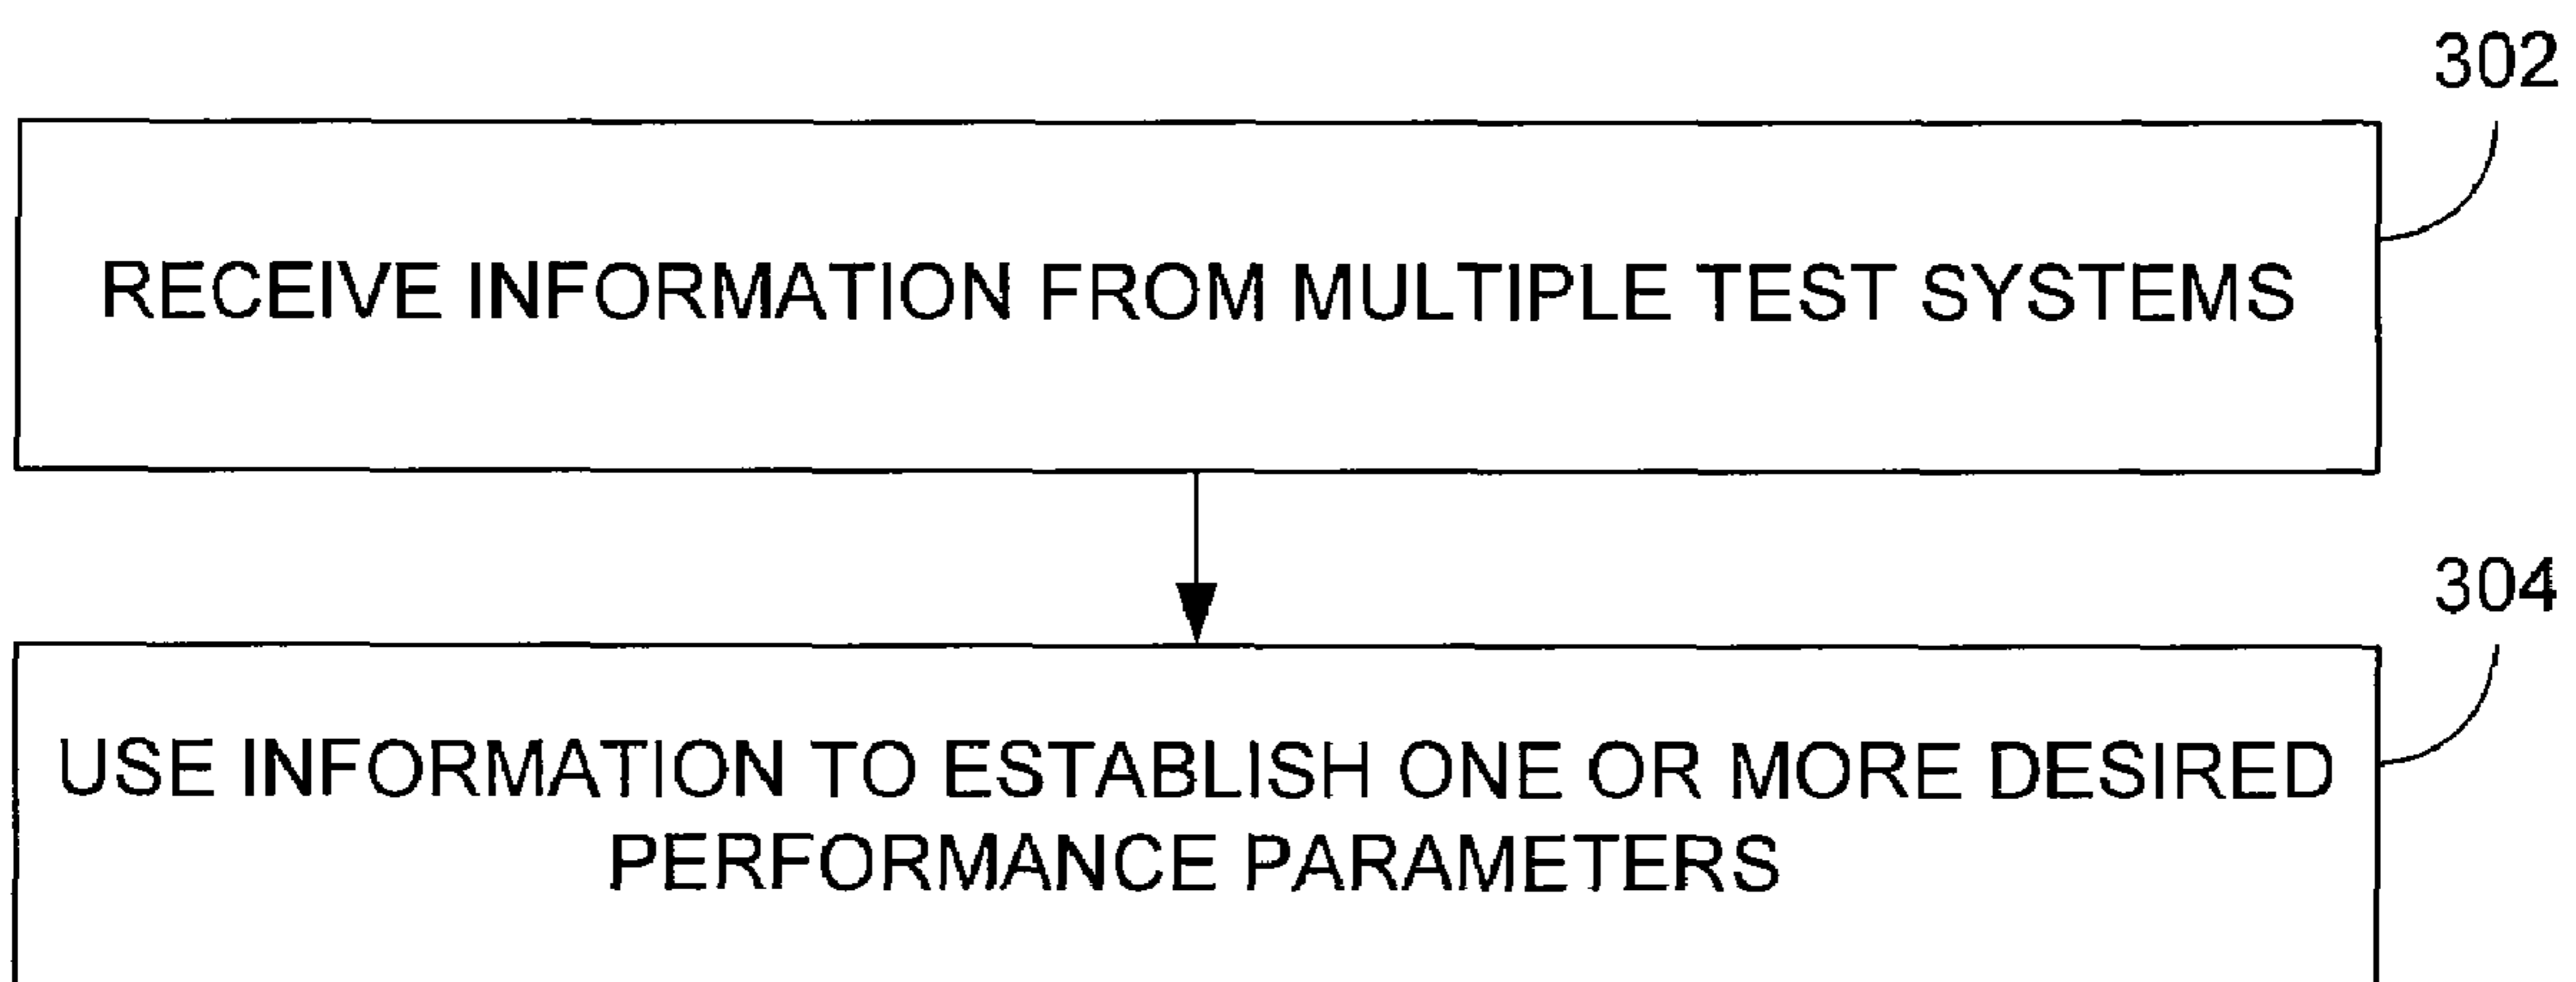 302
RECEIVE INFORMATION FROM MULTIPLE TEST SYSTEMS
304
USE INFORMATION TO ESTABLISH ONE OR MORE DESIRED
PERFORMANCE PARAMETERS